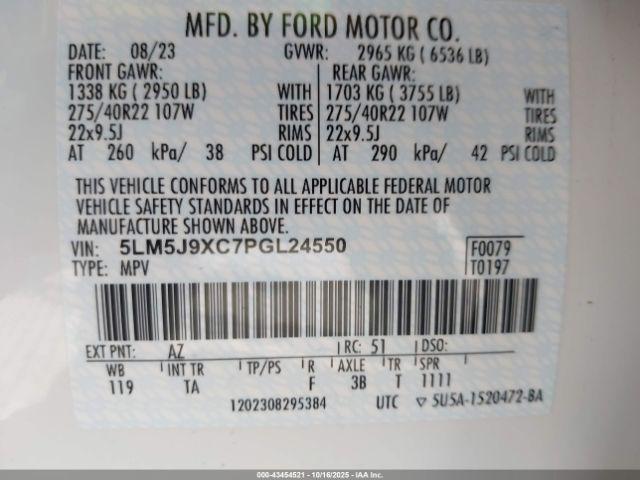 MFD. BY FORD MOTOR CO.
DATE: 08/23 GVWR: 2965 KG ( 6536 LB)
FRONT GAWR: REAR GAWR:
1338 KG ( 2950 LB) WITH 1703 KG ( 3755 LB) WITH
275/40R22 107W TIRES 275/40R22 107W TIRES
22x9.5J RIMS 22x9.5J RIMS
AT 260 kPa/ 38 PSI COLD AT 290 kPa/ 42 PSI COLD
THIS VEHICLE CONFORMS TO ALL APPLICABLE FEDERAL MOTOR
VEHICLE SAFETY STANDARDS IN EFFECT ON THE DATE OF
MANUFACTURE SHOWN ABOVE.
VIN: 5LM5J9XC7PGL24550 F0079
TYPE: MPV T0197
EXT PNT: AZ RC: 51 DSO:
WB INT TR TP/PS R AXLE TR SPR
119 TA F 3B T 1111
1202308295384 UTC ▽ 5U5A-1520472-BA
000-43454521 - 10/16/2025 - IAAI Inc.